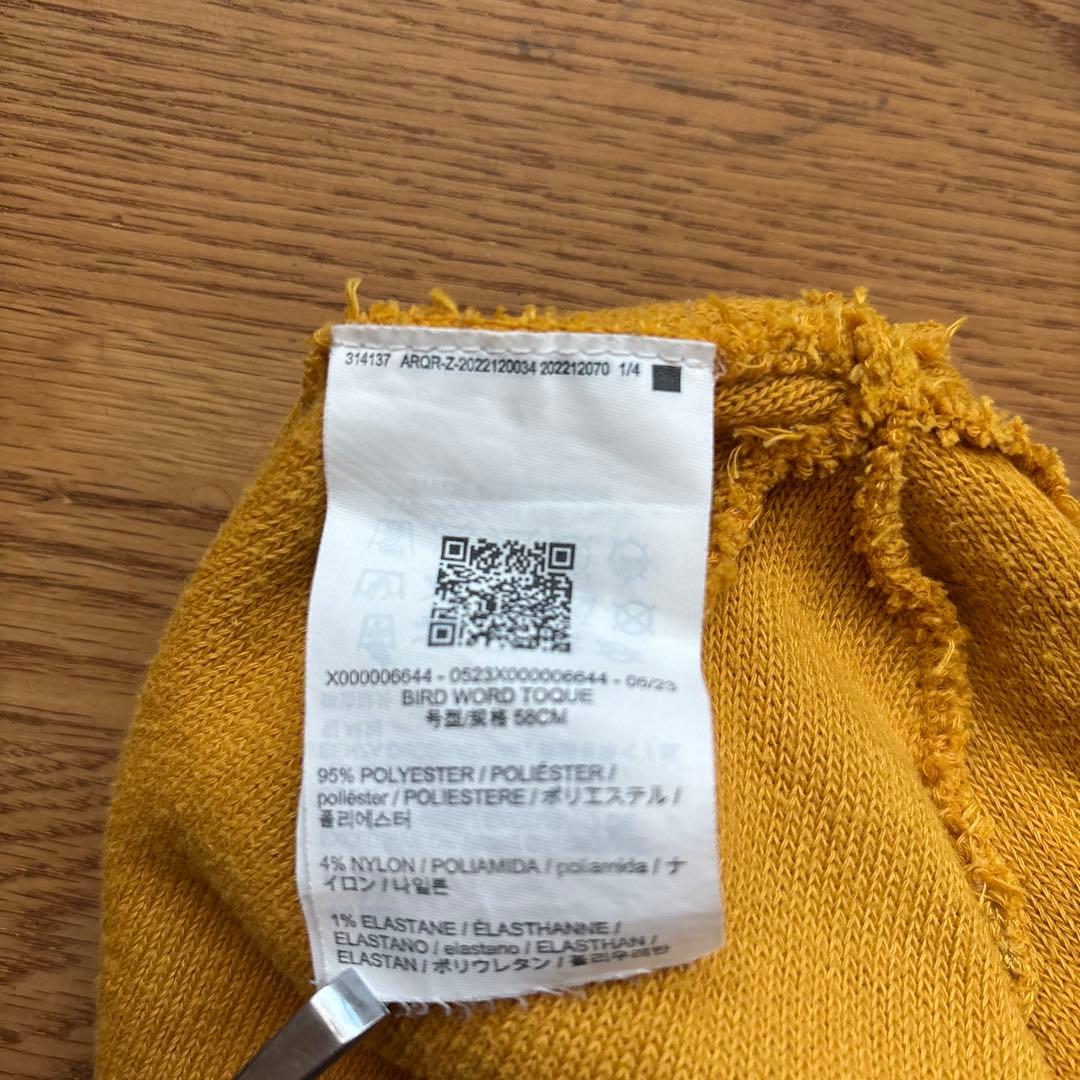 314137 ARQR-Z-2022120034 202212070 1/4
X000006644 - 0523X000006644 - 05/23
BIRD WORD TOQUE
号型/规格 58CM
95% POLYESTER / POLIÉSTER /
poliéster / POLIESTERE / ポリエステル /
폴리에스터
4% NYLON / POLIAMIDA / poliamida / ナ
イロン / 나일론
1% ELASTANE / ÉLASTHANNE /
ELASTANO / elastano / ELASTHAN /
ELASTAN / ポリウレタン / 폴리우레탄